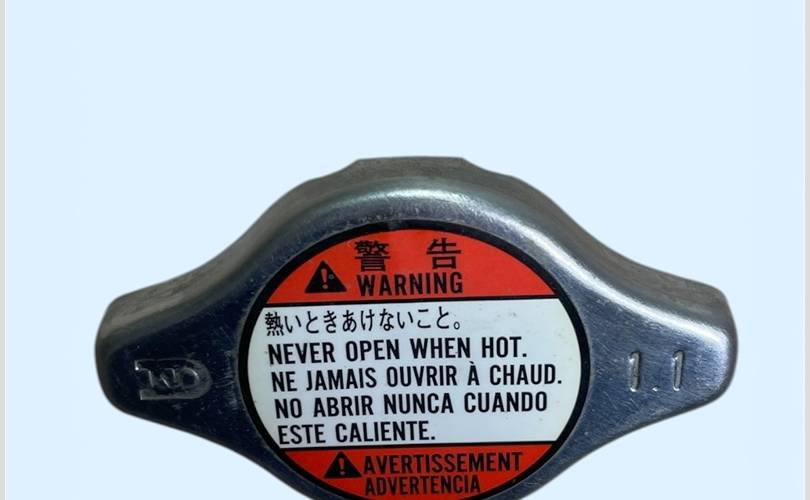 警 告
WARNING
熱いときあけないこと。
NEVER OPEN WHEN HOT.
NE JAMAIS OUVRIR À CHAUD.
NO ABRIR NUNCA CUANDO
ESTE CALIENTE.
AVERTISSEMENT
ADVERTENCIA
1.1